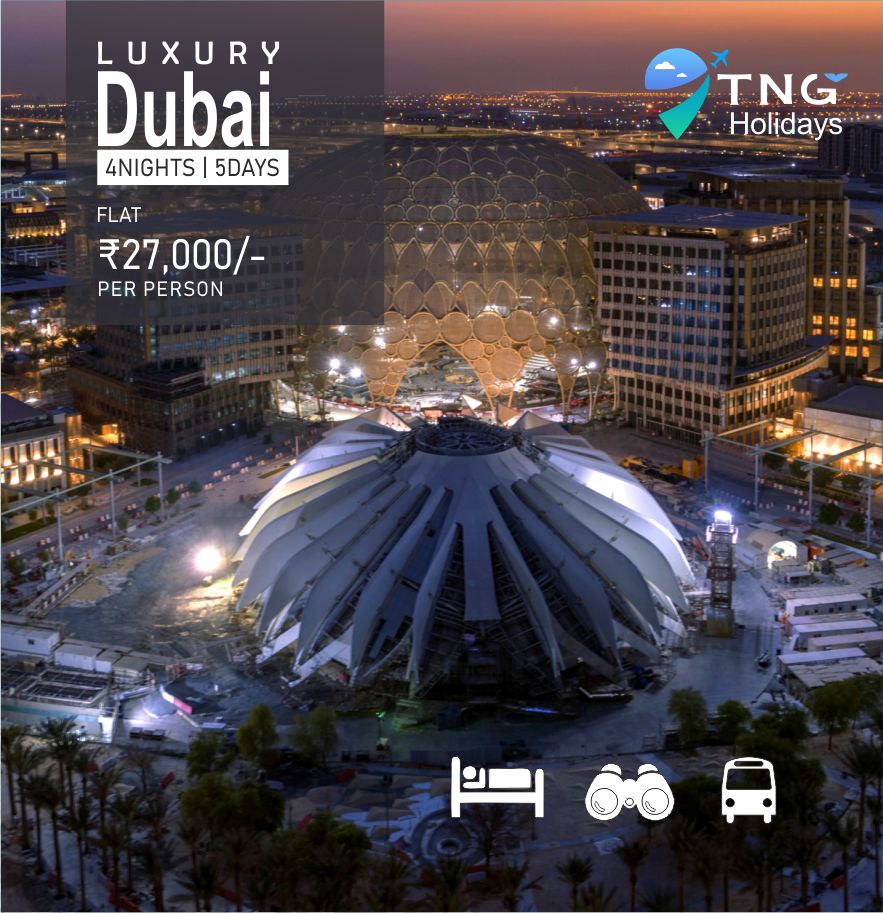 LUXURY
Dubai
4NIGHTS | 5DAYS
FLAT
₹27,000/-
PER PERSON
TNG
Holidays